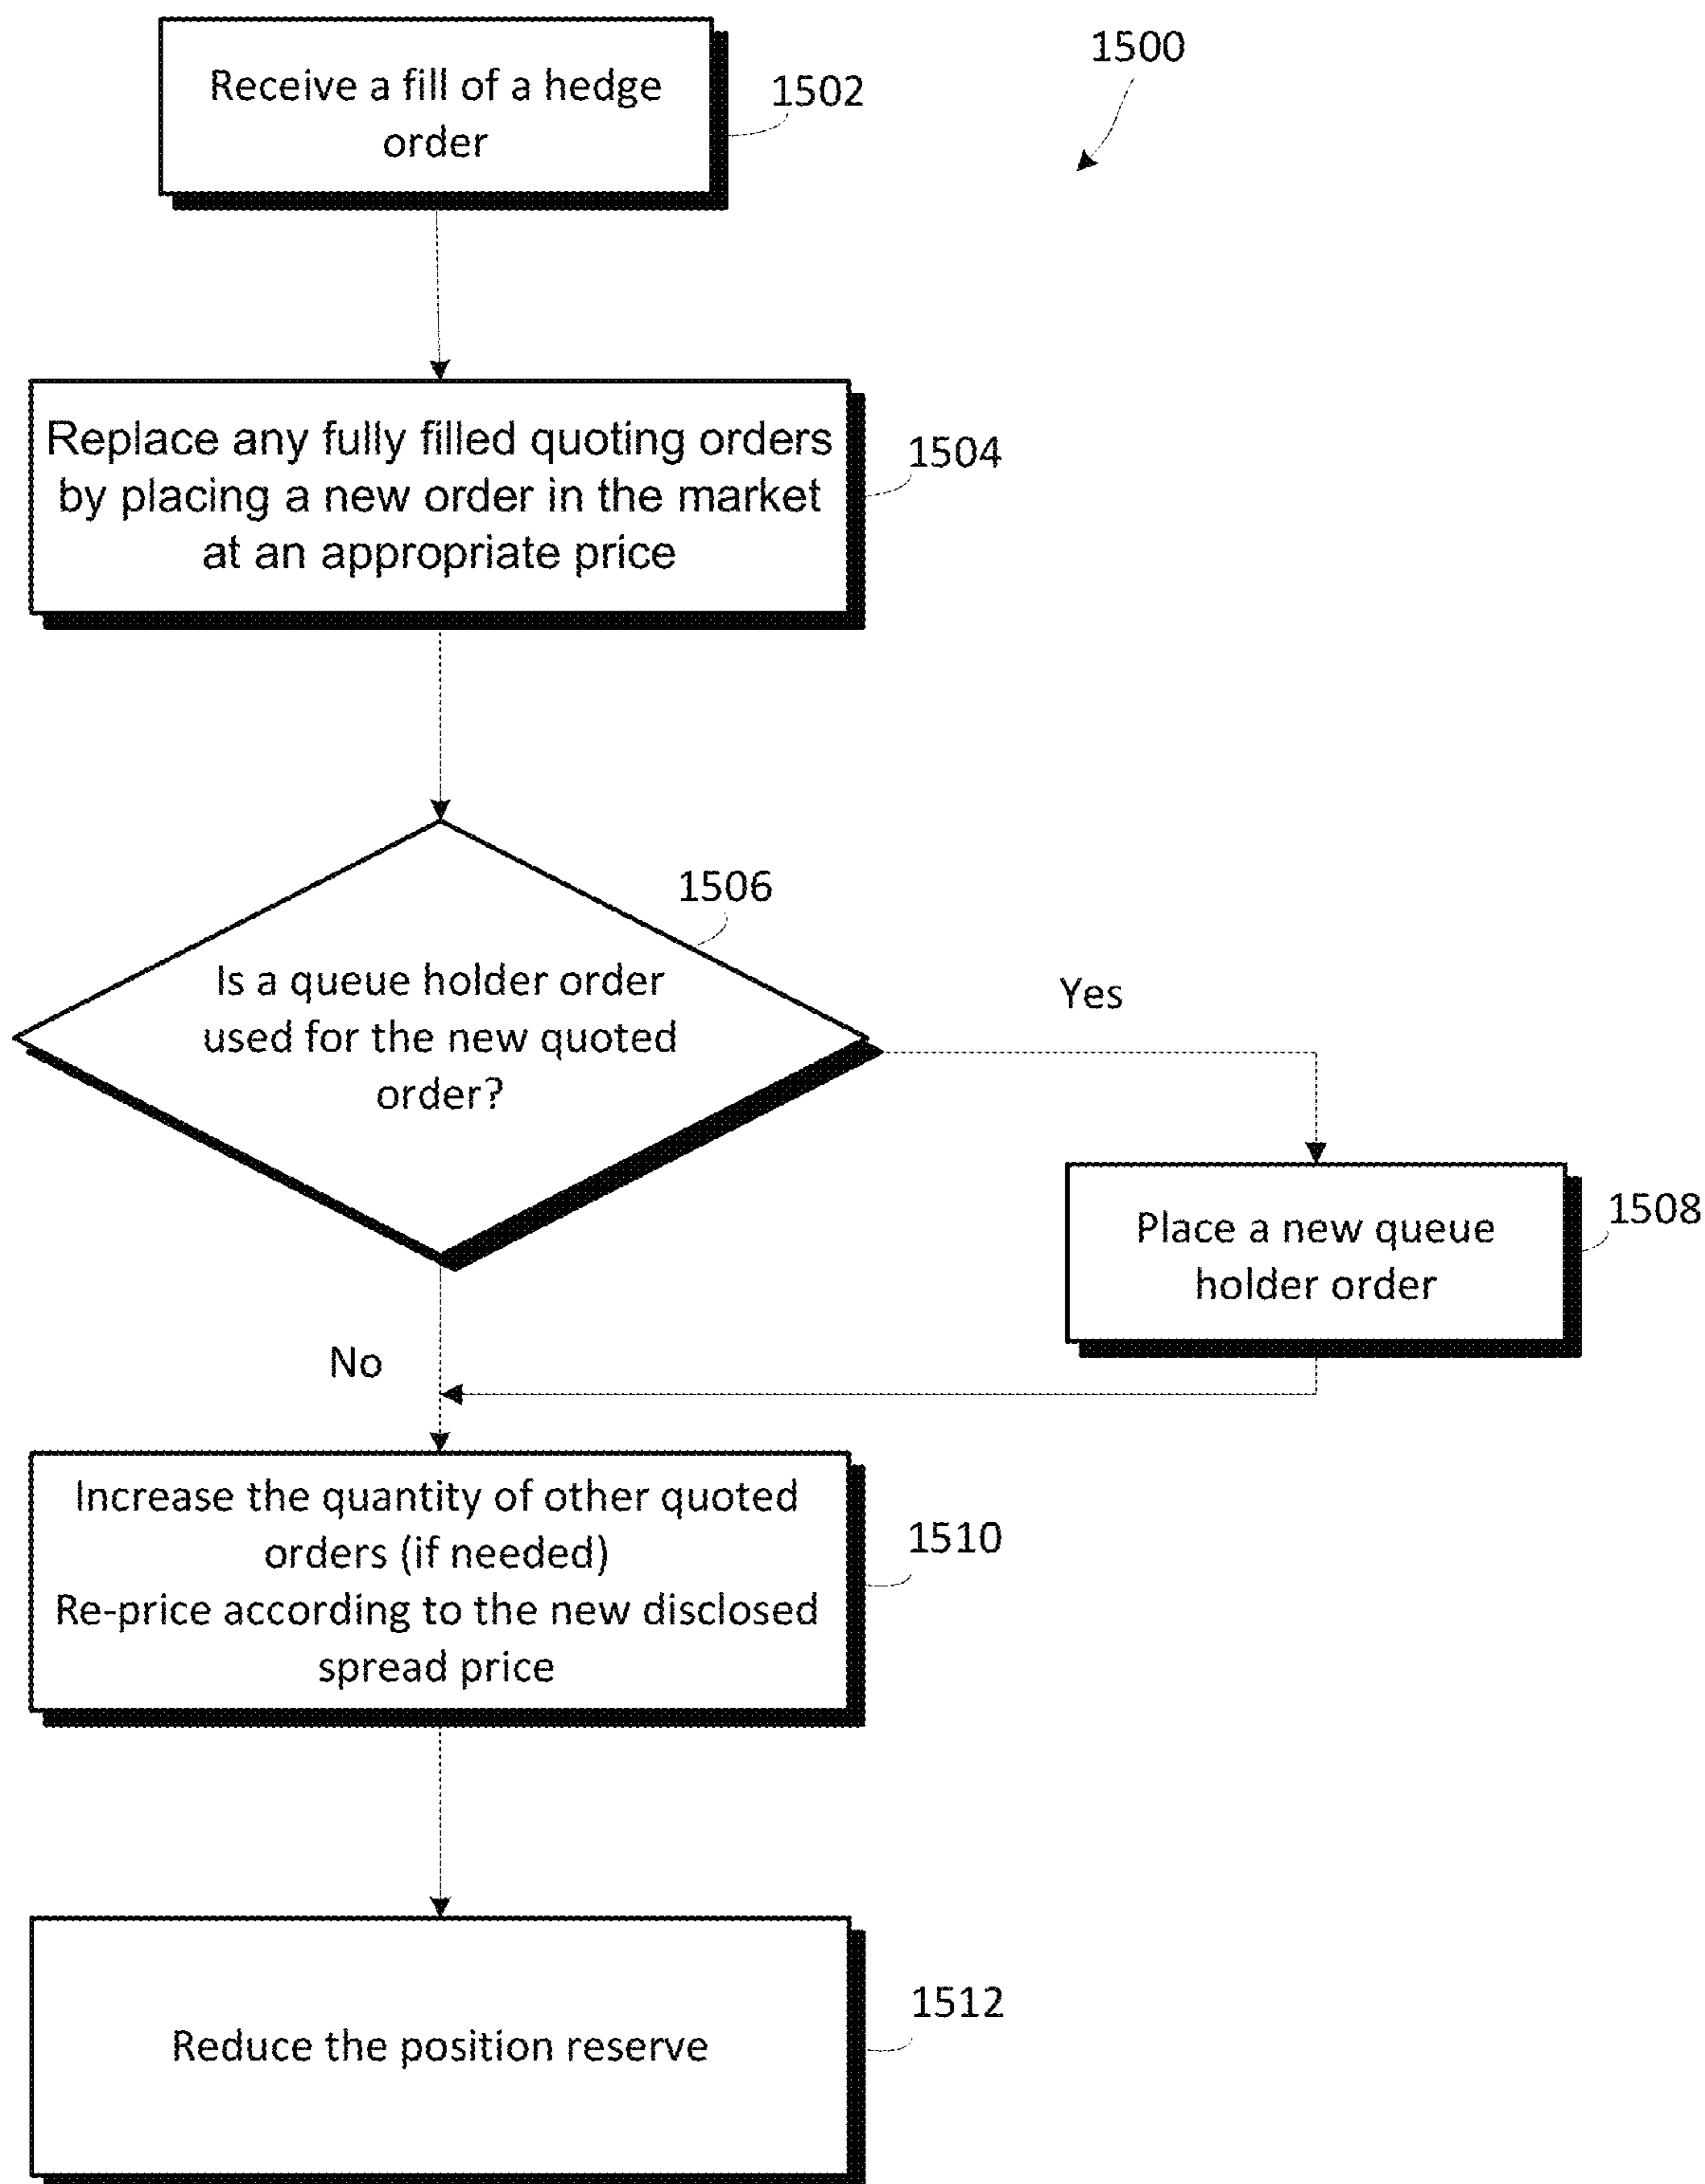 1500
Receive a fill of a hedge
order
1502
Replace any fully filled quoting orders
by placing a new order in the market
at an appropriate price
1504
1506
Is a queue holder order
used for the new quoted
order?
Yes
Place a new queue
holder order
1508
No
Increase the quantity of other quoted
orders (if needed)
Re-price according to the new disclosed
spread price
1510
Reduce the position reserve
1512